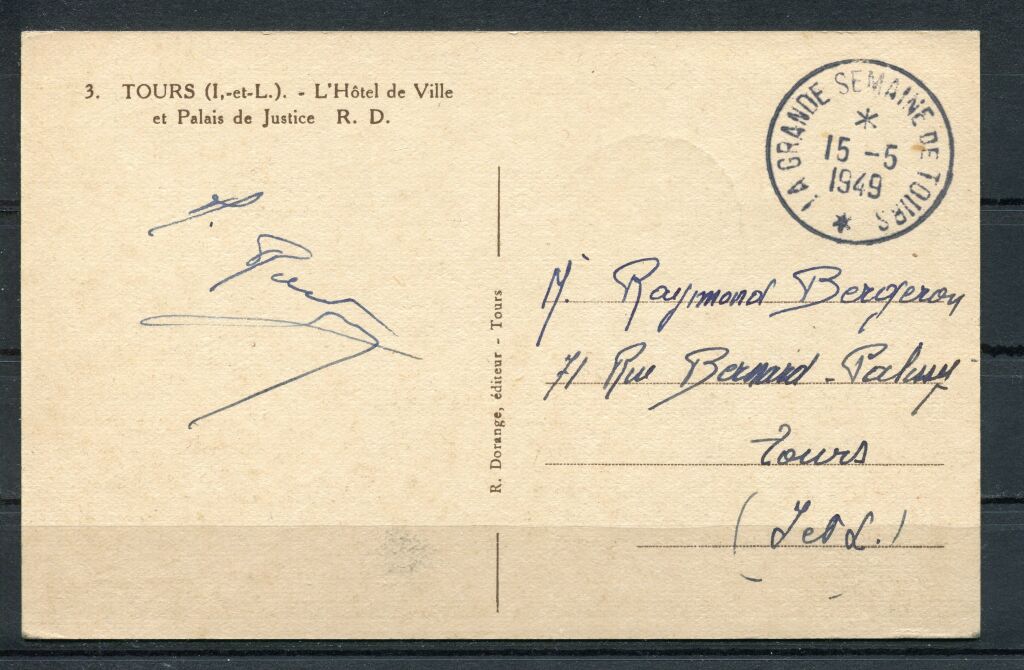 3. TOURS (I,-et-L.). - L'Hôtel de Ville
et Palais de Justice R. D.
LA GRANDE SEMAINE DE TOURS
15 -5
1949
R. Dorange, éditeur - Tours
M. Raymond Bergeron
71 Rue Bernard-Palissy
Tours
(I et L.)